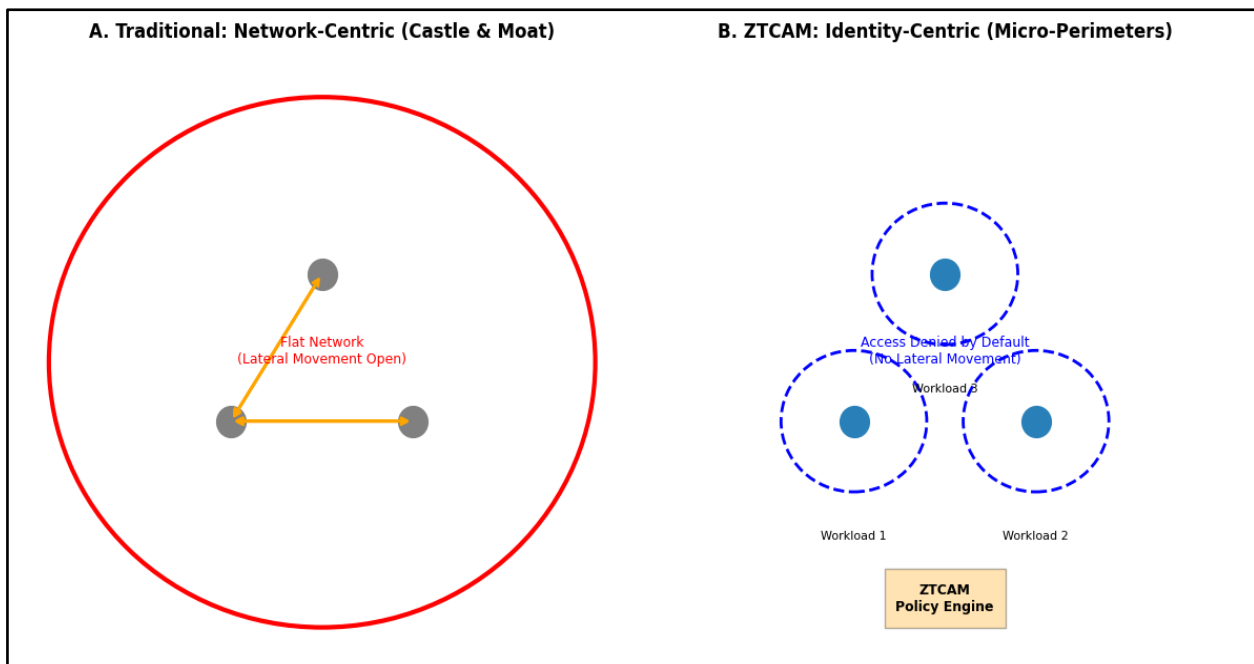 A. Traditional: Network-Centric (Castle & Moat)
Flat Network
(Lateral Movement Open)
B. ZTCAM: Identity-Centric (Micro-Perimeters)
Access Denied by Default
(No Lateral Movement)
Workload 3
Workload 1
Workload 2
ZTCAM
Policy Engine